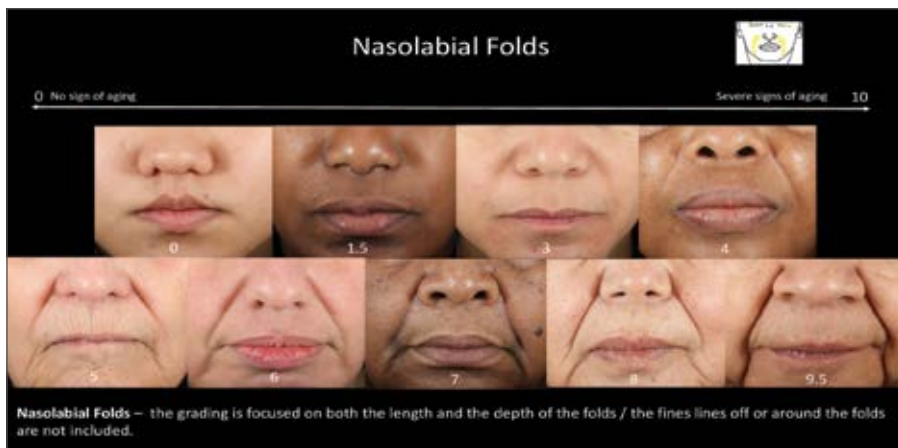 Nasolabial Folds
0 No sign of aging
Severe signs of aging 10
0
1.5
3
4
5
6
7
8
9.5
Nasolabial Folds – the grading is focused on both the length and the depth of the folds / the fines lines off or around the folds
are not included.